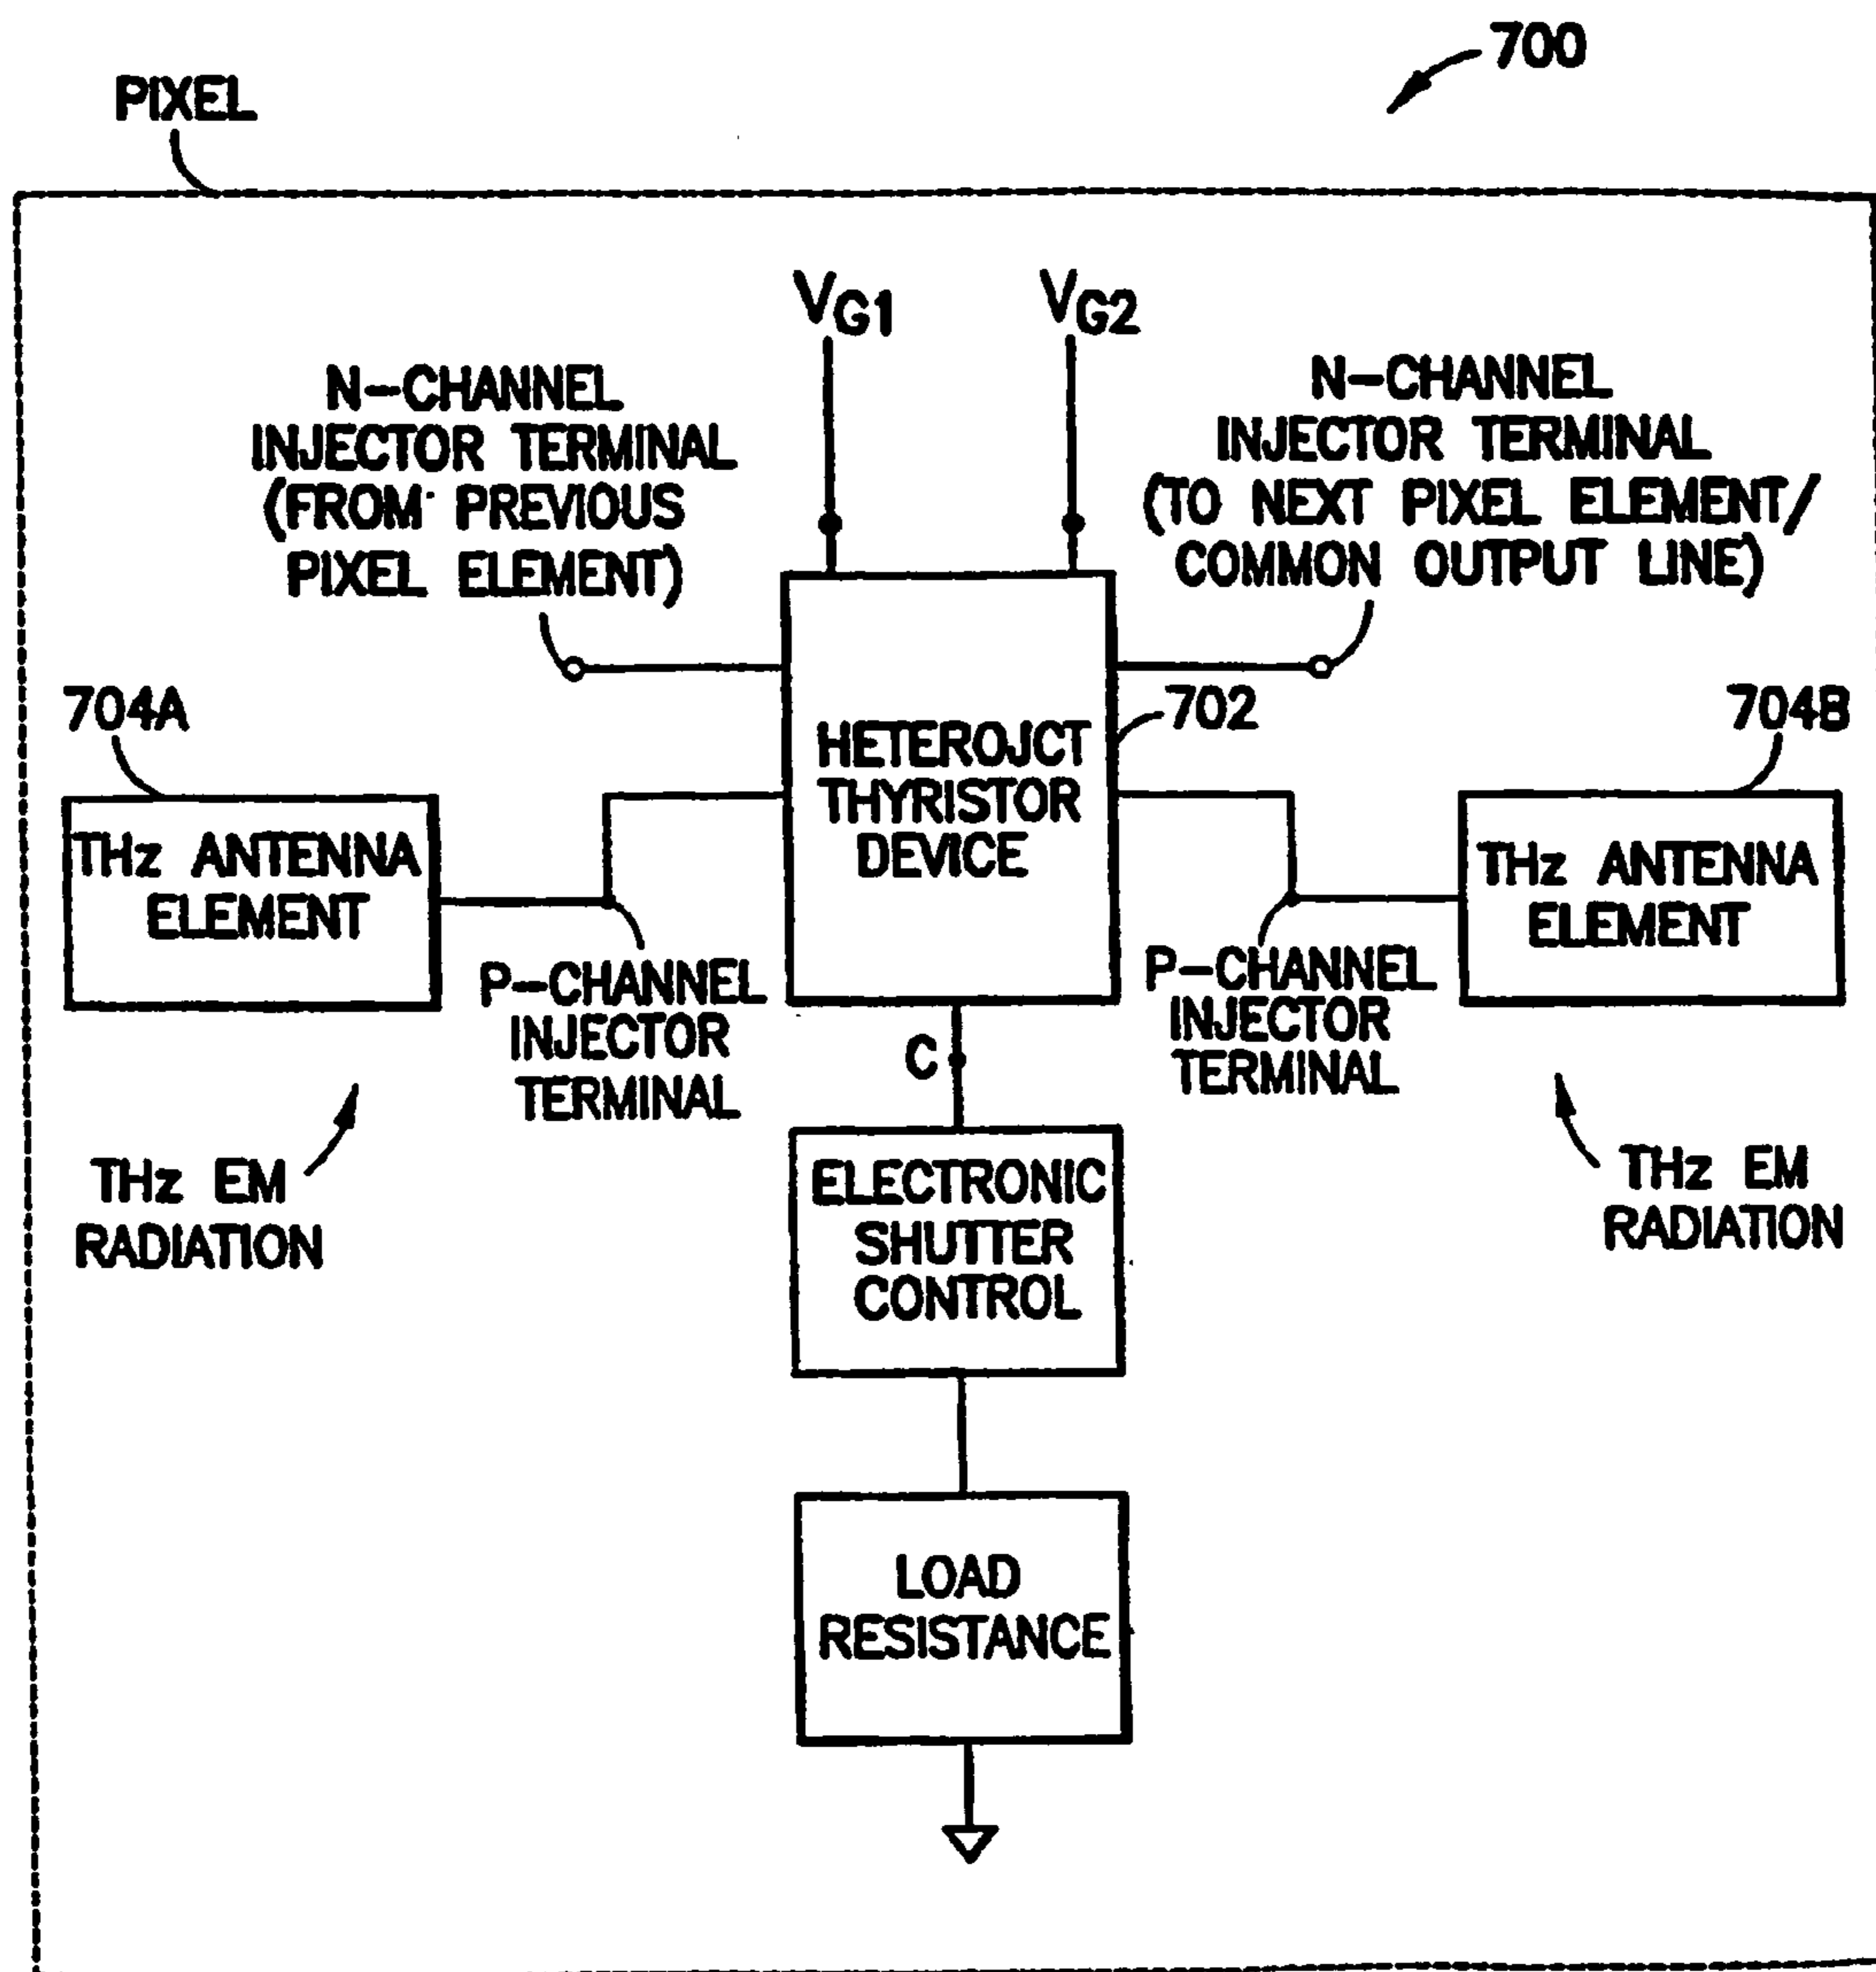 700
PIXEL
VG1
VG2
N-CHANNEL
INJECTOR TERMINAL
(FROM PREVIOUS
PIXEL ELEMENT)
N-CHANNEL
INJECTOR TERMINAL
(TO NEXT PIXEL ELEMENT/
COMMON OUTPUT LINE)
704A
702
704B
HETEROJCT
THYRISTOR
DEVICE
THz ANTENNA
ELEMENT
THz ANTENNA
ELEMENT
P-CHANNEL
INJECTOR
TERMINAL
P-CHANNEL
INJECTOR
TERMINAL
C
THz EM
RADIATION
THz EM
RADIATION
ELECTRONIC
SHUTTER
CONTROL
LOAD
RESISTANCE